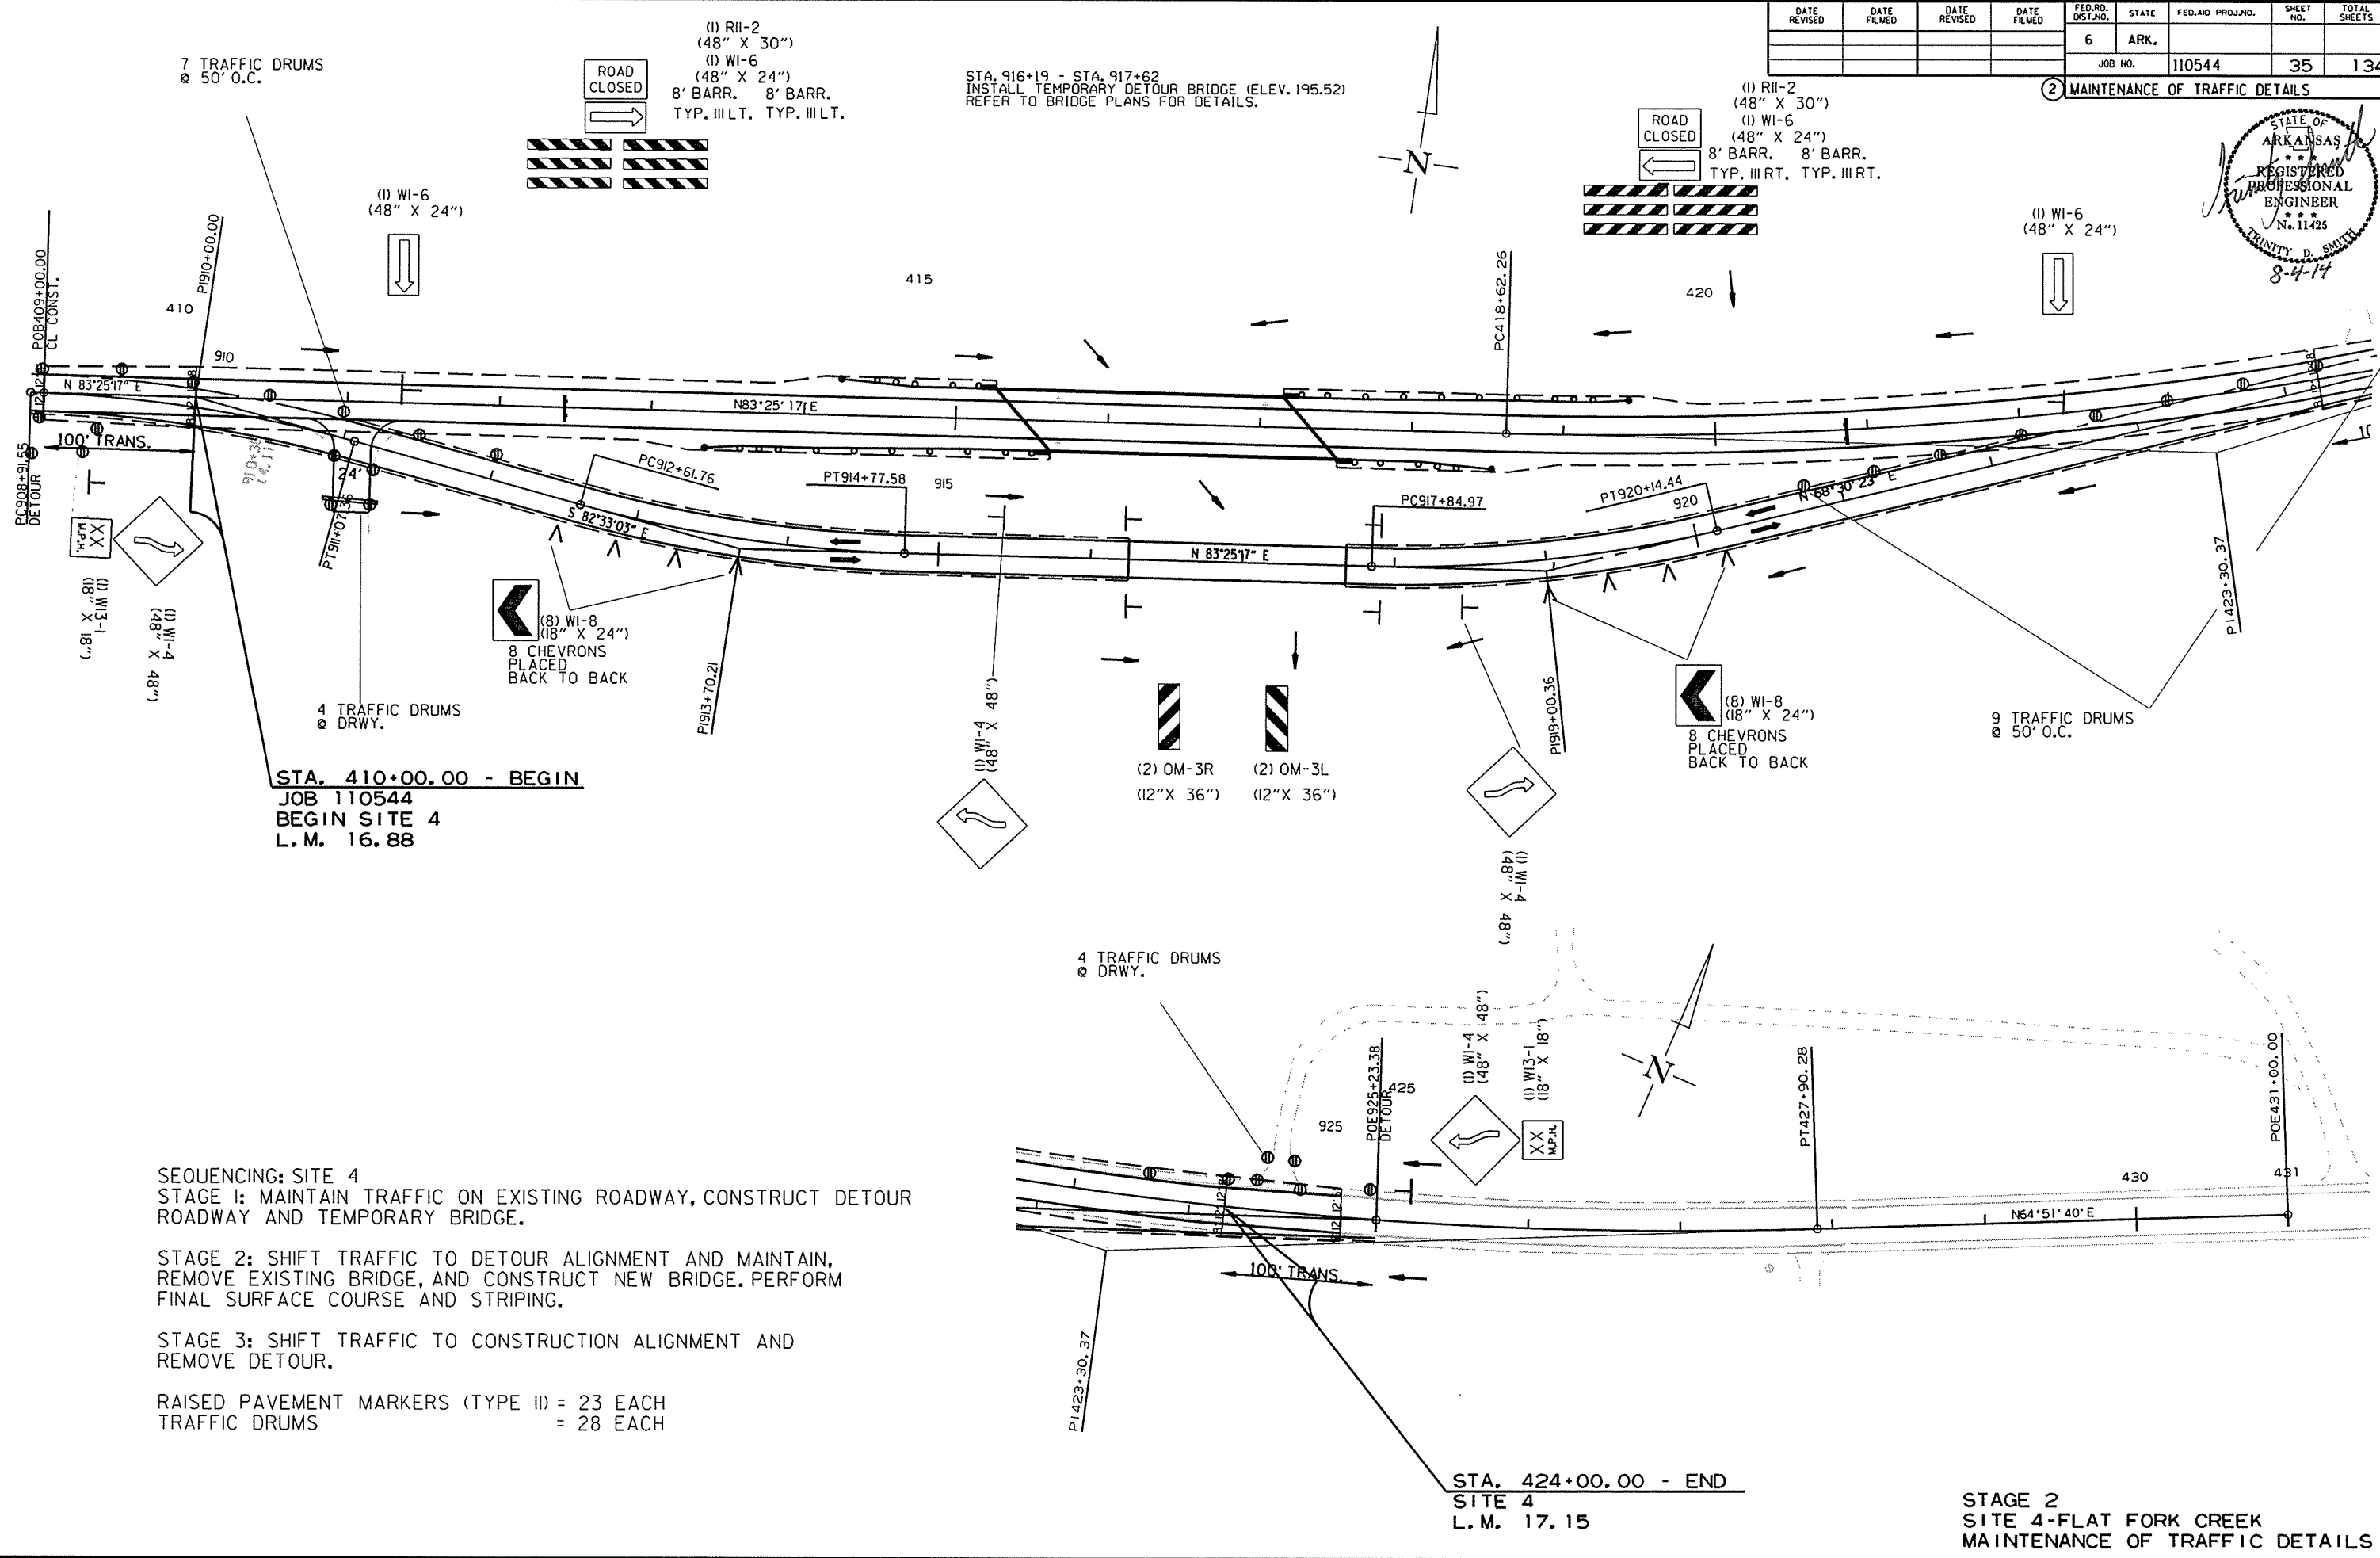 DATE REVISED
DATE FILMED
DATE REVISED
DATE FILMED
FED.RD. DIST.NO.
STATE
FED.AID PROJ.NO.
SHEET NO.
TOTAL SHEETS
6
ARK.
JOB NO.
110544
35
134
2
MAINTENANCE OF TRAFFIC DETAILS
STATE OF
ARKANSAS
REGISTERED
PROFESSIONAL
ENGINEER
No. 11425
TRINITY D. SMITH
8-4-14
7 TRAFFIC DRUMS
@ 50' O.C.
(1) R11-2
(48" X 30")
(1) W1-6
(48" X 24")
8' BARR. 8' BARR.
TYP. III LT. TYP. III LT.
ROAD
CLOSED
STA. 916+19 - STA. 917+62
INSTALL TEMPORARY DETOUR BRIDGE (ELEV. 195.52)
REFER TO BRIDGE PLANS FOR DETAILS.
N
(1) R11-2
(48" X 30")
(1) W1-6
(48" X 24")
8' BARR. 8' BARR.
TYP. III RT. TYP. III RT.
ROAD
CLOSED
(1) W1-6
(48" X 24")
(1) W1-6
(48" X 24")
POB409+00.00
CL CONST.
PI910+00.00
410
415
420
PC418+62.26
910
N 83°25'17" E
N83°25'17" E
100' TRANS.
PC908+91.55
DETOUR
24'
PT911+07.36
PC912+61.76
PT914+77.58
915
S 82°33'03" E
N 83°25'17" E
PC917+84.97
PT920+14.44
920
N 68°30'23" E
PI423+30.37
XX
M.P.H.
(1) W13-1
(18" X 18")
(1) W1-4
(48" X 48")
(8) W1-8
(18" X 24")
8 CHEVRONS
PLACED
BACK TO BACK
PI913+70.21
(1) W1-4
(48" X 48")
(2) OM-3R
(12"X 36")
(2) OM-3L
(12"X 36")
(1) W1-4
(48" X 48")
PI919+00.36
(8) W1-8
(18" X 24")
8 CHEVRONS
PLACED
BACK TO BACK
9 TRAFFIC DRUMS
@ 50' O.C.
4 TRAFFIC DRUMS
@ DRWY.
STA. 410+00.00 - BEGIN
JOB 110544
BEGIN SITE 4
L.M. 16.88
4 TRAFFIC DRUMS
@ DRWY.
925
POE925+23.38
DETOUR
425
(1) W1-4
(48" X 48")
(1) W13-1
(18" X 18")
XX
M.P.H.
N
PT427+90.28
POE431+00.00
430
431
N64°51'40" E
100' TRANS.
PI423+30.37
SEQUENCING: SITE 4
STAGE 1: MAINTAIN TRAFFIC ON EXISTING ROADWAY, CONSTRUCT DETOUR
ROADWAY AND TEMPORARY BRIDGE.
STAGE 2: SHIFT TRAFFIC TO DETOUR ALIGNMENT AND MAINTAIN,
REMOVE EXISTING BRIDGE, AND CONSTRUCT NEW BRIDGE. PERFORM
FINAL SURFACE COURSE AND STRIPING.
STAGE 3: SHIFT TRAFFIC TO CONSTRUCTION ALIGNMENT AND
REMOVE DETOUR.
RAISED PAVEMENT MARKERS (TYPE II) = 23 EACH
TRAFFIC DRUMS = 28 EACH
STA. 424+00.00 - END
SITE 4
L.M. 17.15
STAGE 2
SITE 4-FLAT FORK CREEK
MAINTENANCE OF TRAFFIC DETAILS